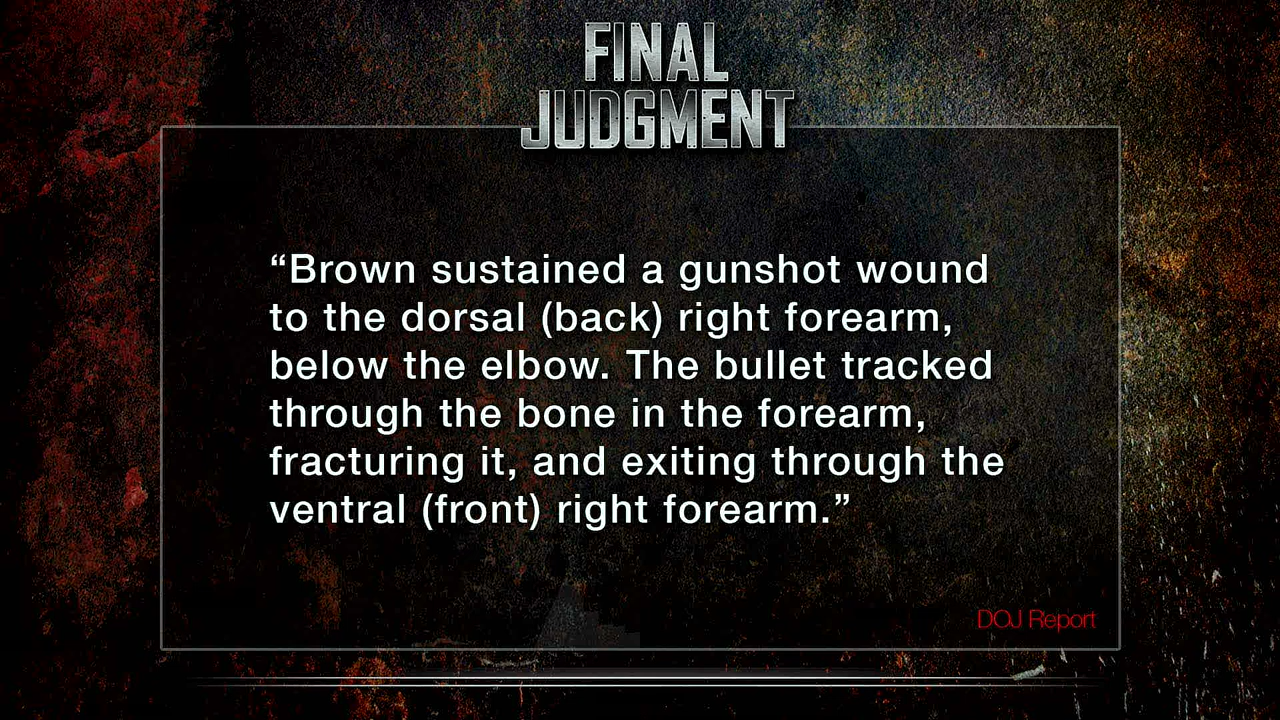 FINAL
JUDGMENT
“Brown sustained a gunshot wound
to the dorsal (back) right forearm,
below the elbow. The bullet tracked
through the bone in the forearm,
fracturing it, and exiting through the
ventral (front) right forearm.”
DOJ Report